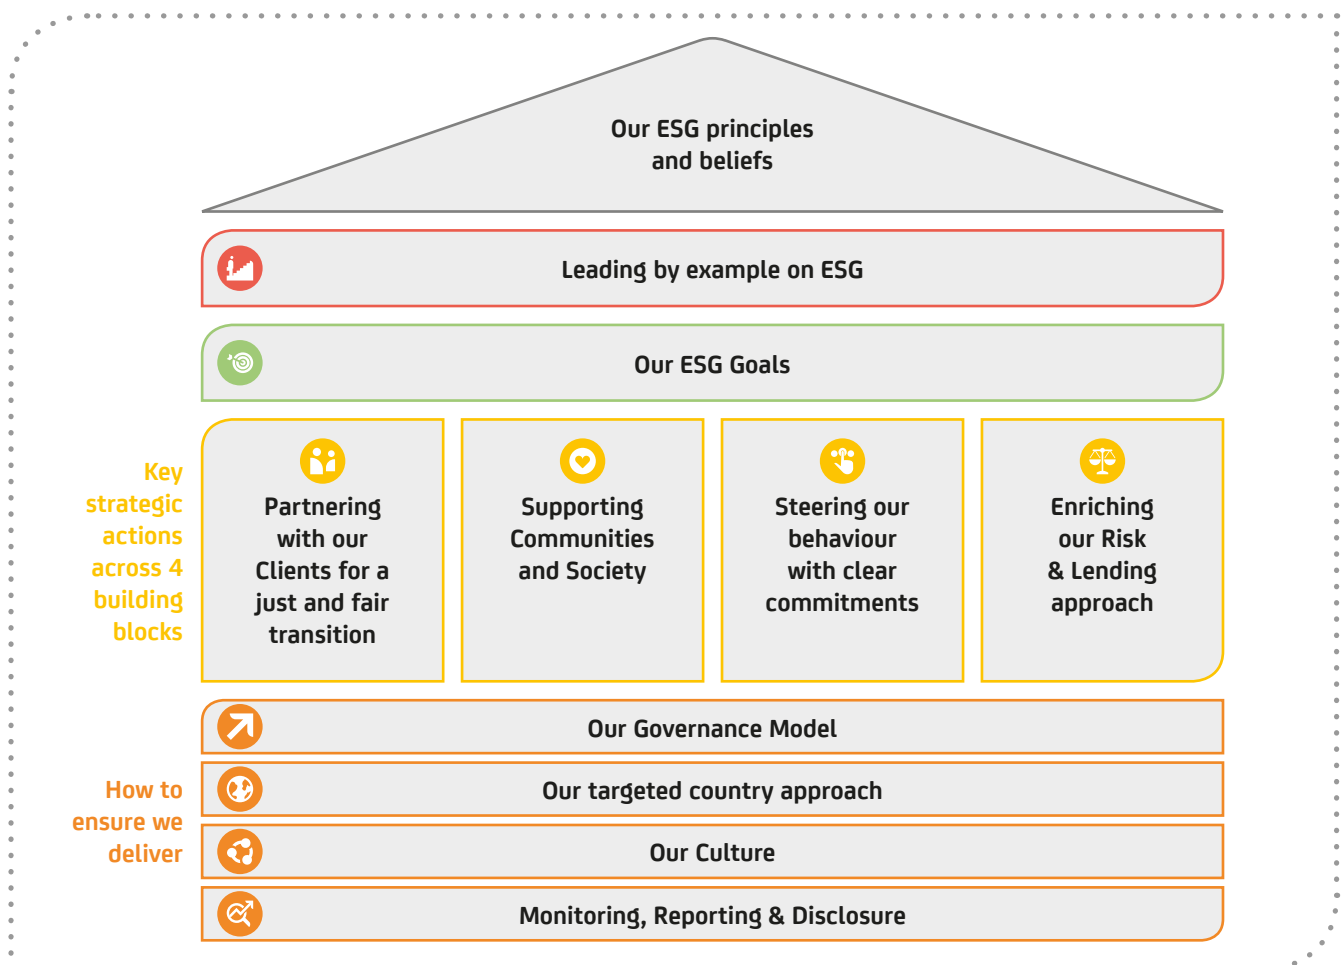 Our ESG principles
and beliefs
Leading by example on ESG
Our ESG Goals
Key
strategic
actions
across 4
building
blocks
Partnering
with our
Clients for a
just and fair
transition
Supporting
Communities
and Society
Steering our
behaviour
with clear
commitments
Enriching
our Risk
& Lending
approach
How to
ensure we
deliver
Our Governance Model
Our targeted country approach
Our Culture
Monitoring, Reporting & Disclosure